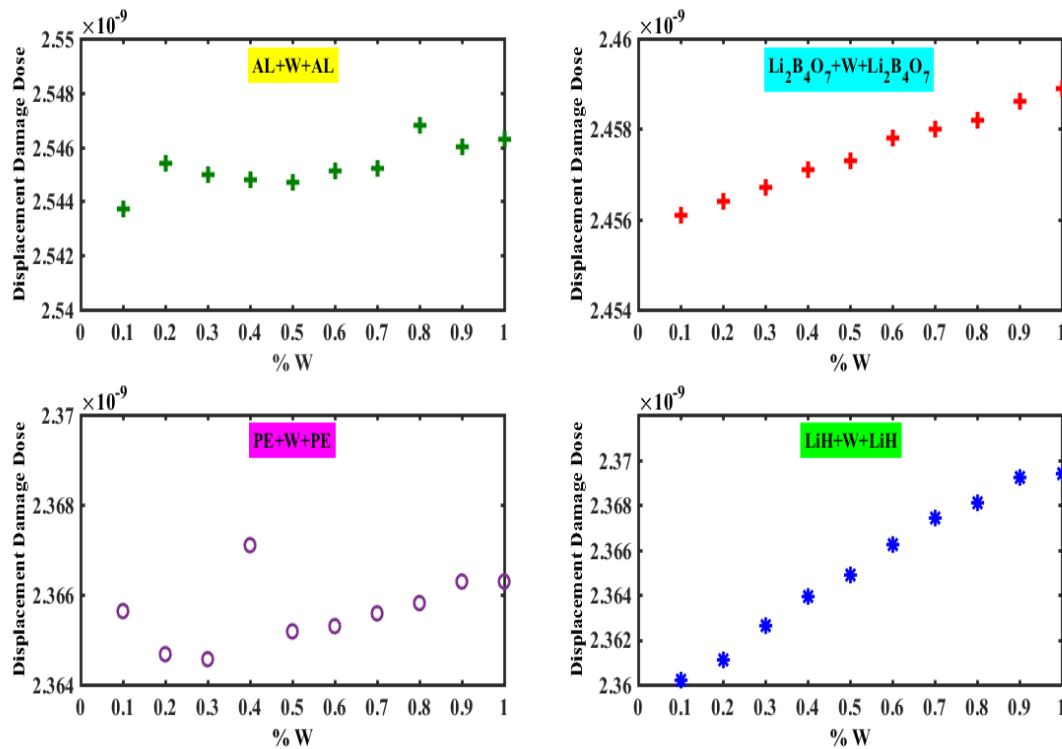 ×10⁻⁹
2.55
2.548
2.546
2.544
2.542
2.54
Displacement Damage Dose
AL+W+AL
0 0.1 0.2 0.3 0.4 0.5 0.6 0.7 0.8 0.9 1
% W
×10⁻⁹
2.46
2.458
2.456
2.454
Displacement Damage Dose
Li₂B₄O₇+W+Li₂B₄O₇
0 0.1 0.2 0.3 0.4 0.5 0.6 0.7 0.8 0.9 1
% W
×10⁻⁹
2.37
2.368
2.366
2.364
Displacement Damage Dose
PE+W+PE
0 0.1 0.2 0.3 0.4 0.5 0.6 0.7 0.8 0.9 1
% W
×10⁻⁹
2.37
2.368
2.366
2.364
2.362
2.36
Displacement Damage Dose
LiH+W+LiH
0 0.1 0.2 0.3 0.4 0.5 0.6 0.7 0.8 0.9 1
% W